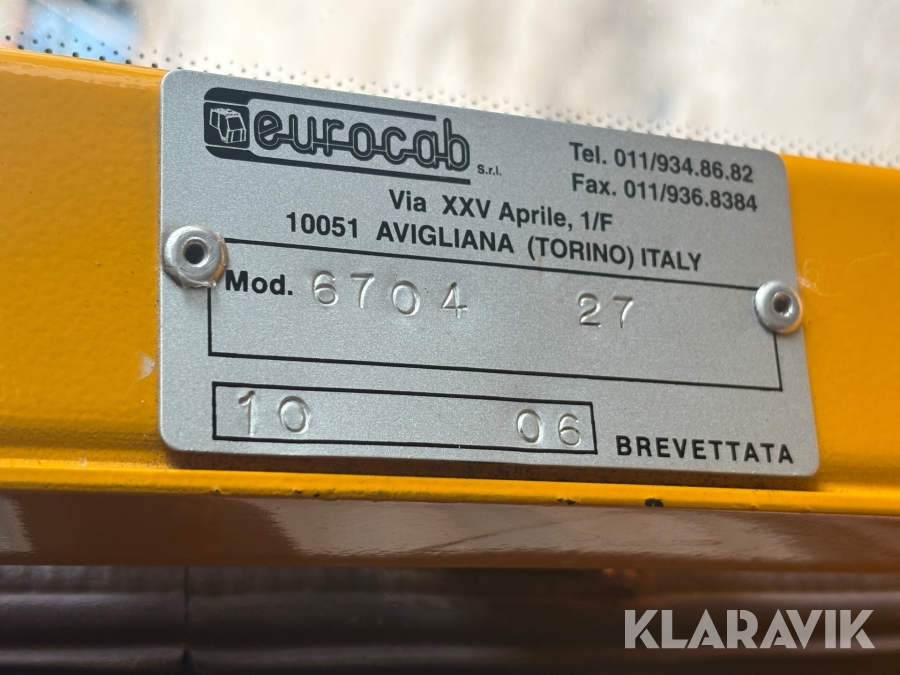 eurocab s.r.l.
Tel. 011/934.86.82
Fax. 011/936.8384
Via XXV Aprile, 1/F
10051 AVIGLIANA (TORINO) ITALY
Mod. 6704 27
10 06
BREVETTATA
KLARAVIK